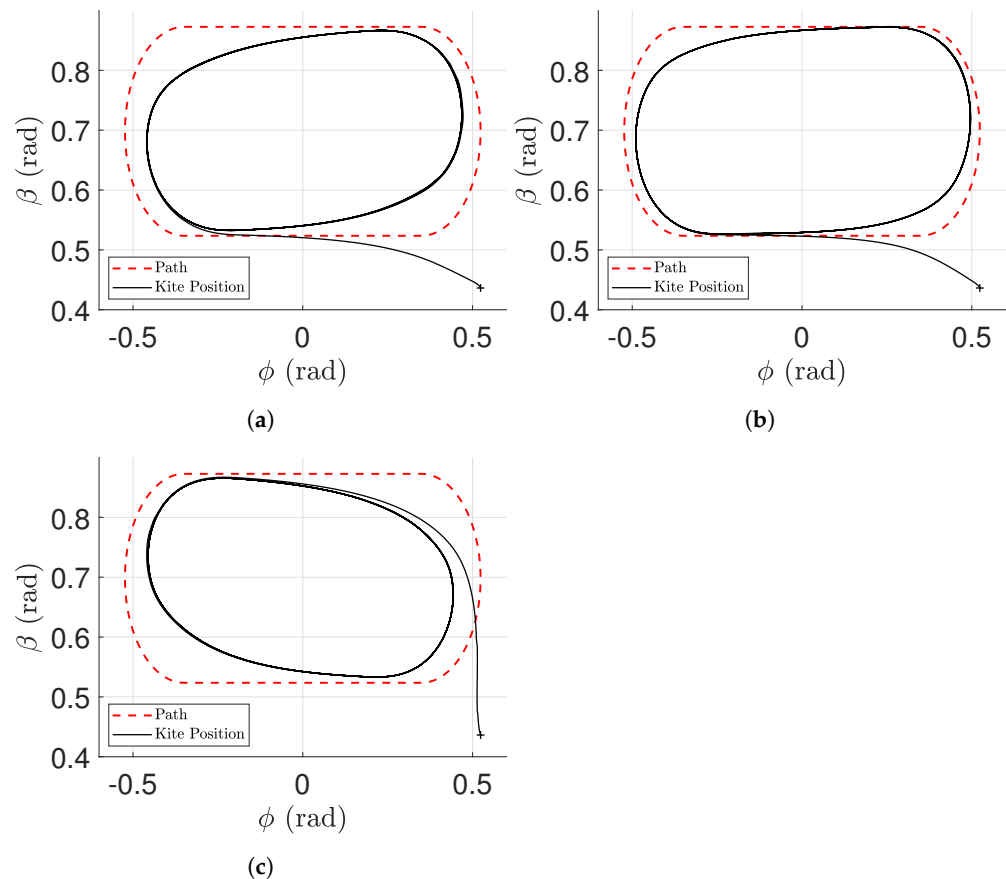 0.8
0.7
0.6
0.5
0.4
β (rad)
Path
Kite Position
-0.5
0
0.5
ϕ (rad)
(a)
0.8
0.7
0.6
0.5
0.4
β (rad)
Path
Kite Position
-0.5
0
0.5
ϕ (rad)
(b)
0.8
0.7
0.6
0.5
0.4
β (rad)
Path
Kite Position
-0.5
0
0.5
ϕ (rad)
(c)